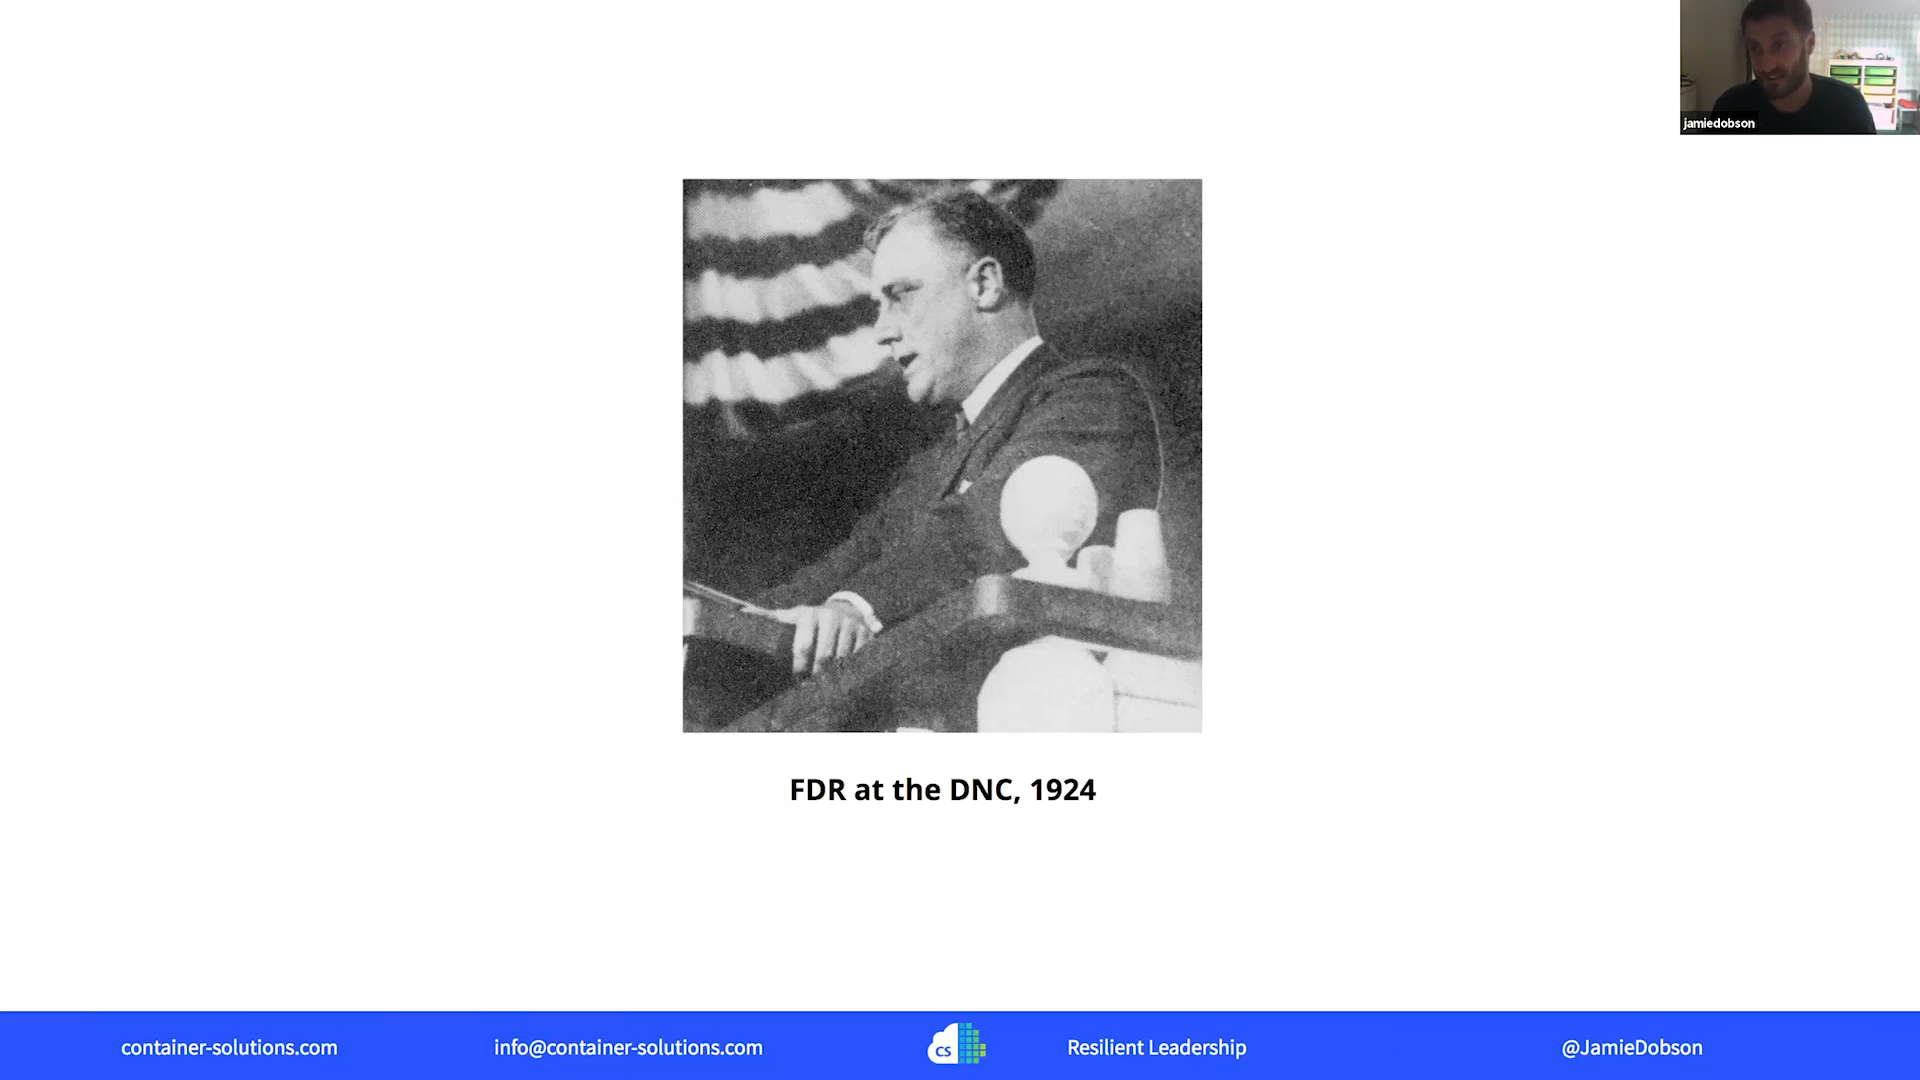 jamiedobson
FDR at the DNC, 1924
container-solutions.com
info@container-solutions.com
CS
Resilient Leadership
@JamieDobson